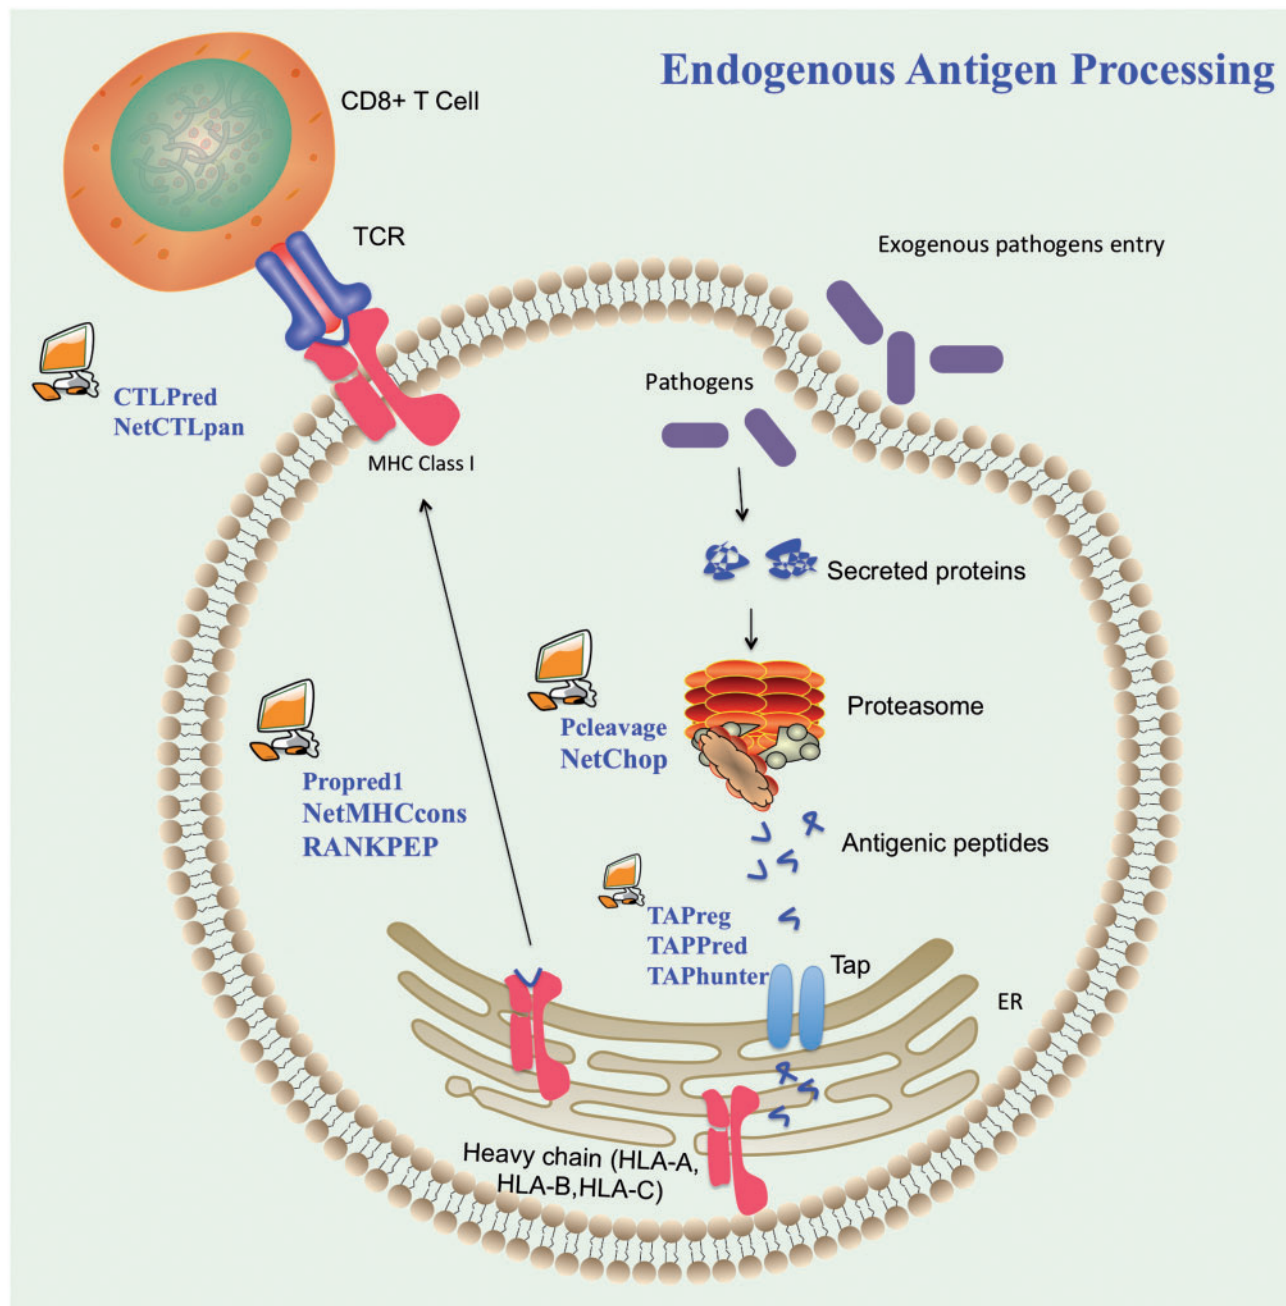 Endogenous Antigen Processing
CD8+ T Cell
TCR
Exogenous pathogens entry
CTLPred
NetCTLpan
Pathogens
MHC Class I
Secreted proteins
Pcleavage
NetChop
Proteasome
Propred1
NetMHCcons
RANKPEP
Antigenic peptides
TAPreg
TAPPred
TAPhunter
Tap
ER
Heavy chain (HLA-A,
HLA-B,HLA-C)